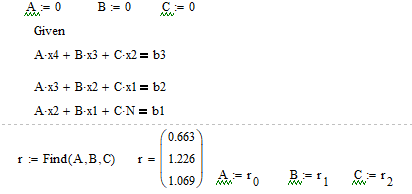 A := 0 B := 0 C := 0
Given
A·x4 + B·x3 + C·x2 = b3
A·x3 + B·x2 + C·x1 = b2
A·x2 + B·x1 + C·N = b1
r := Find(A,B,C) r = (0.663 1.226 1.069) A := r₀ B := r₁ C := r₂